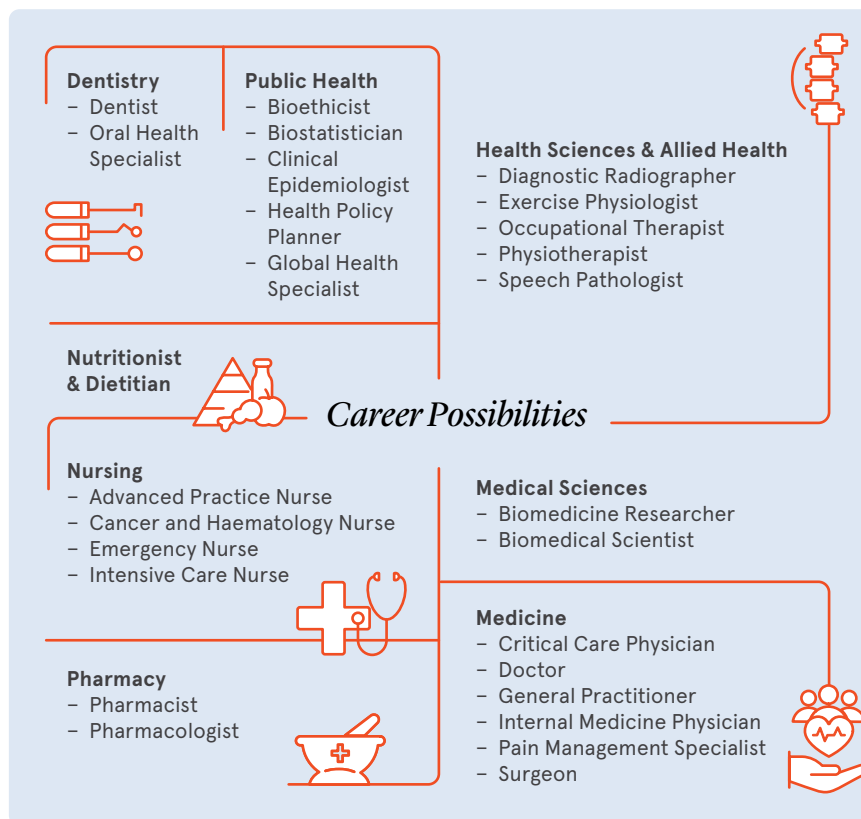 Dentistry
– Dentist
– Oral Health
Specialist
Public Health
– Bioethicist
– Biostatistician
– Clinical
Epidemiologist
– Health Policy
Planner
– Global Health
Specialist
Health Sciences & Allied Health
– Diagnostic Radiographer
– Exercise Physiologist
– Occupational Therapist
– Physiotherapist
– Speech Pathologist
Nutritionist
& Dietitian
Career Possibilities
Nursing
– Advanced Practice Nurse
– Cancer and Haematology Nurse
– Emergency Nurse
– Intensive Care Nurse
Medical Sciences
– Biomedicine Researcher
– Biomedical Scientist
Pharmacy
– Pharmacist
– Pharmacologist
Medicine
– Critical Care Physician
– Doctor
– General Practitioner
– Internal Medicine Physician
– Pain Management Specialist
– Surgeon